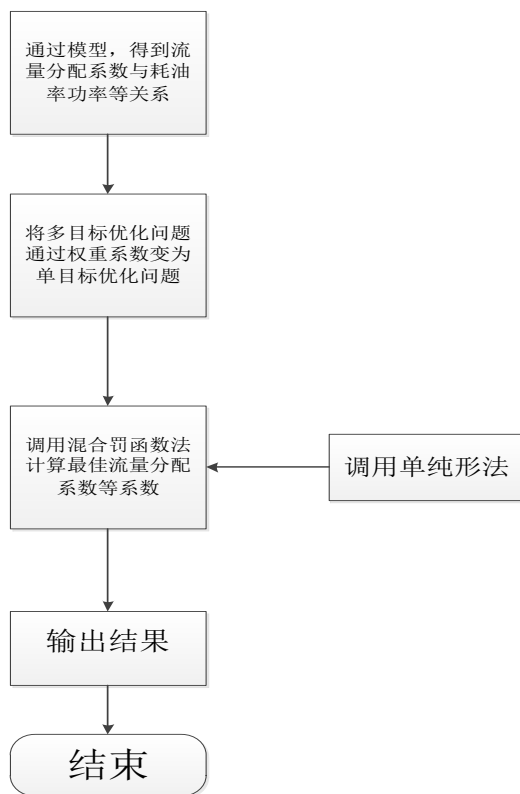 通过模型，得到流
量分配系数与耗油
率功率等关系
将多目标优化问题
通过权重系数变为
单目标优化问题
调用混合罚函数法
计算最佳流量分配
系数等系数
调用单纯形法
输出结果
结束